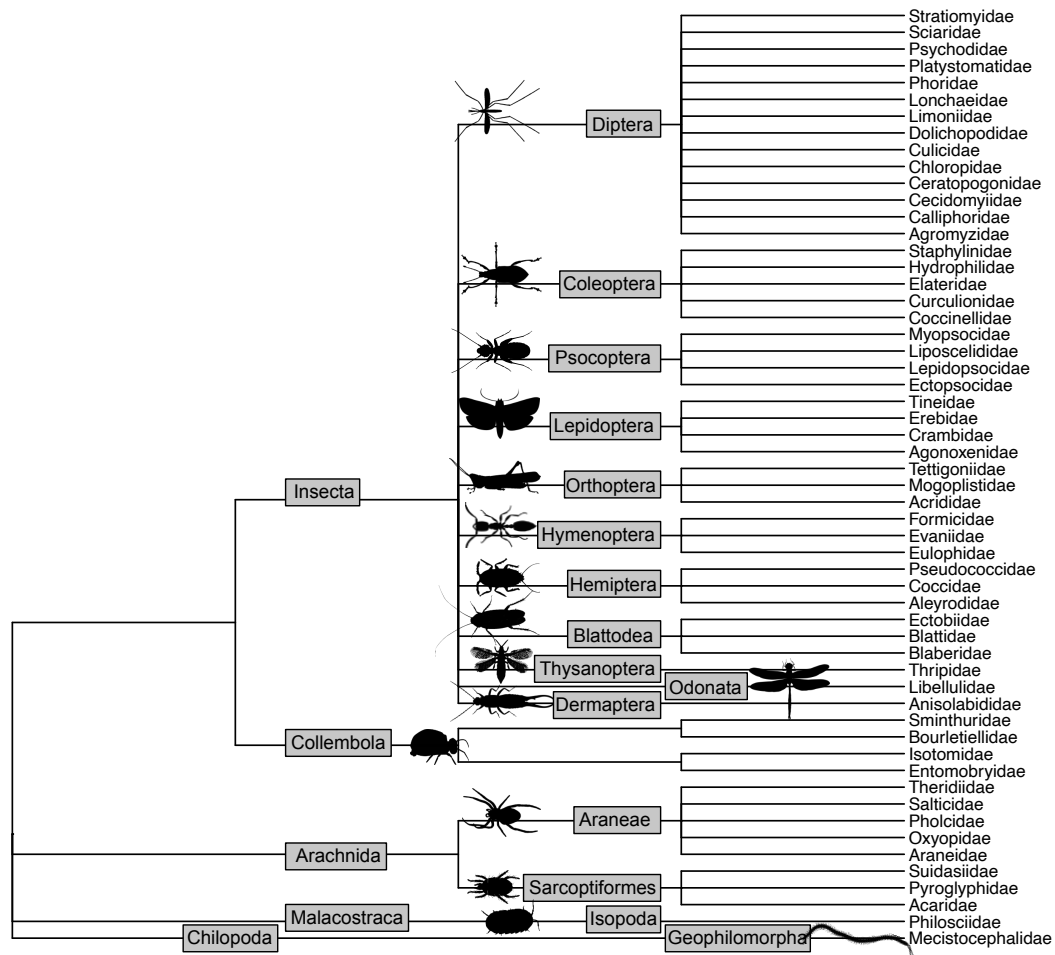 Stratiomyidae
Sciaridae
Psychodidae
Platystomatidae
Phoridae
Lonchaeidae
Limoniidae
Diptera
Dolichopodidae
Culicidae
Chloropidae
Ceratopogonidae
Cecidomyiidae
Calliphoridae
Agromyzidae
Staphylinidae
Hydrophilidae
Coleoptera
Elateridae
Curculionidae
Coccinellidae
Myopsocidae
Liposcelididae
Psocoptera
Lepidopsocidae
Ectopsocidae
Tineidae
Erebidae
Lepidoptera
Crambidae
Agonoxenidae
Tettigoniidae
Orthoptera
Mogoplistidae
Insecta
Acrididae
Formicidae
Hymenoptera
Evaniidae
Eulophidae
Pseudococcidae
Hemiptera
Coccidae
Aleyrodidae
Ectobiidae
Blattodea
Blattidae
Blaberidae
Thysanoptera
Thripidae
Odonata
Libellulidae
Dermaptera
Anisolabididae
Sminthuridae
Bourletiellidae
Collembola
Isotomidae
Entomobryidae
Theridiidae
Salticidae
Araneae
Pholcidae
Oxyopidae
Arachnida
Araneidae
Suidasiidae
Sarcoptiformes
Pyroglyphidae
Acaridae
Malacostraca
Isopoda
Philosciidae
Chilopoda
Geophilomorpha
Mecistocephalidae